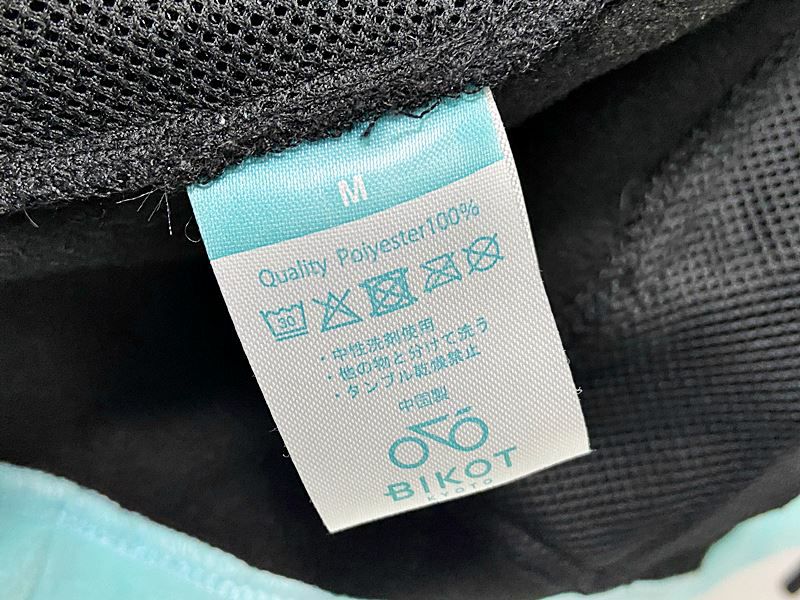 M
Quality Polyester100%
30
・中性洗剤使用
・他の物と分けて洗う
・タンブル乾燥禁止
中国製
BIKOT
KYOTO